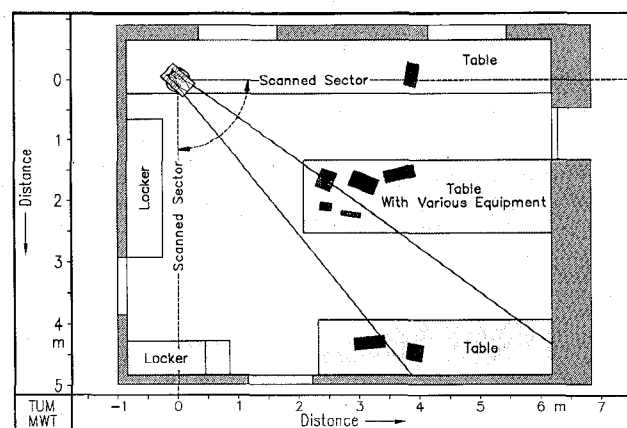 Table
0
Scanned Sector
1
Distance
Locker
Scanned Sector
Table
2
With Various Equipment
3
4
m
5
Locker
Table
TUM
MWT
-1 0 1 2 3 4 5 6 m 7
Distance